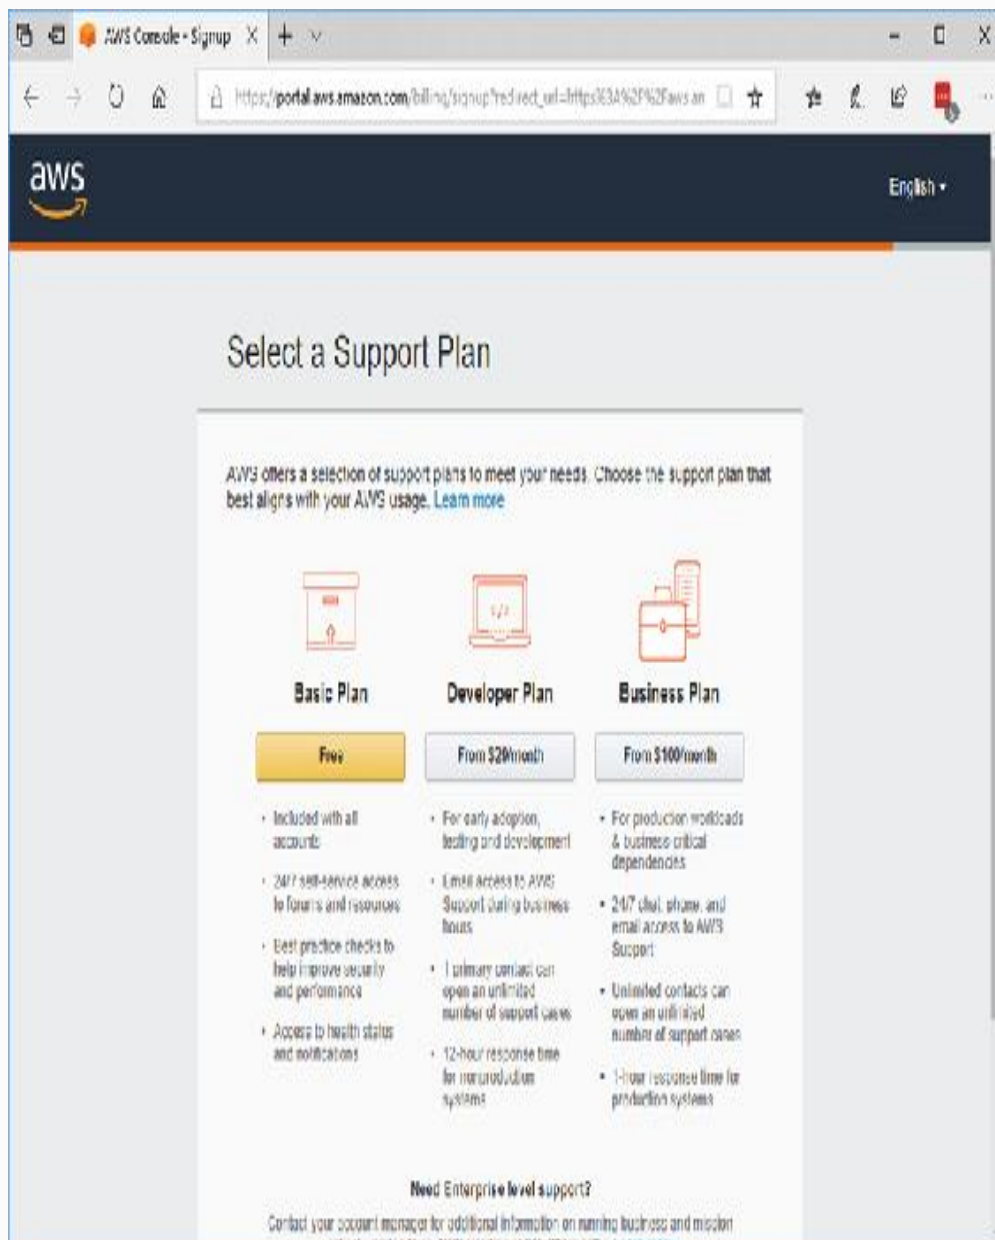 AWS Console - Signup
https://portal.aws.amazon.com/billing/signup?redirect_url=https%3A%2F%2Faws.am
aws
English
Select a Support Plan
AWS offers a selection of support plans to meet your needs. Choose the support plan that
best aligns with your AWS usage. Learn more
</>
Basic Plan
Free
• Included with all
accounts
• 24/7 self-service access
to forums and resources
• Best practice checks to
help improve security
and performance
• Access to health status
and notifications
Developer Plan
From $29/month
• For early adoption,
testing and development
• Email access to AWS
Support during business
hours
• 1 primary contact can
open an unlimited
number of support cases
• 12-hour response time
for nonproduction
systems
Business Plan
From $100/month
• For production workloads
& business-critical
dependencies
• 24/7 chat, phone, and
email access to AWS
Support
• Unlimited contacts can
open an unlimited
number of support cases
• 1-hour response time for
production systems
Need Enterprise level support?
Contact your account manager for additional information on running business and mission